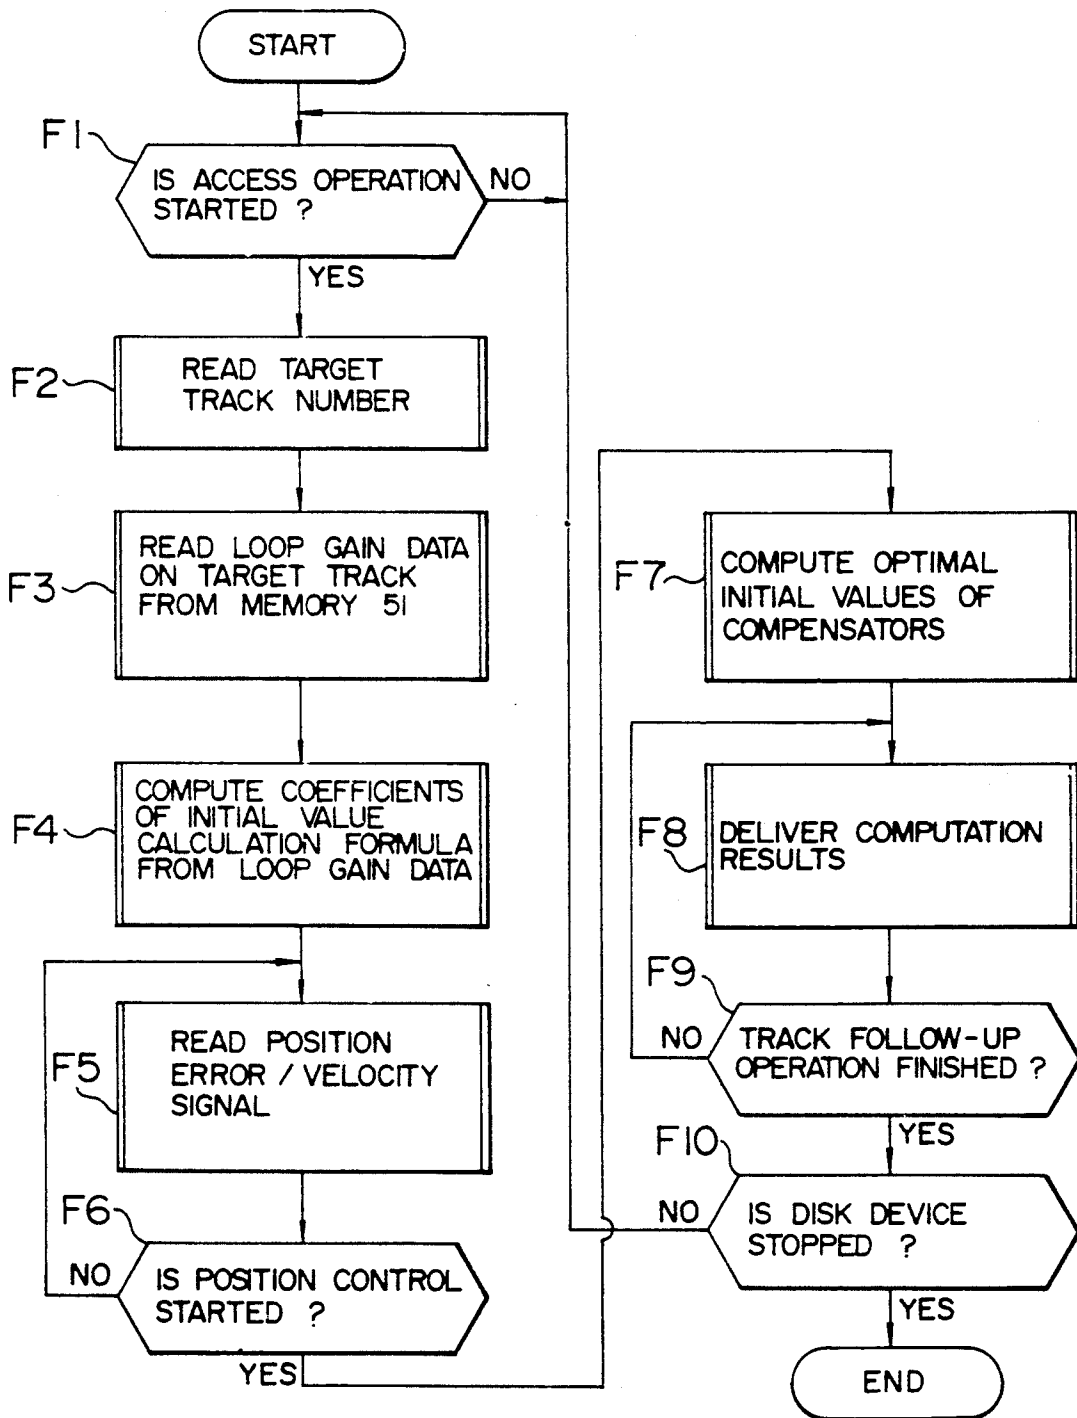 START
F1
IS ACCESS OPERATION
STARTED ?
NO
YES
F2
READ TARGET
TRACK NUMBER
F3
READ LOOP GAIN DATA
ON TARGET TRACK
FROM MEMORY 51
F4
COMPUTE COEFFICIENTS
OF INITIAL VALUE
CALCULATION FORMULA
FROM LOOP GAIN DATA
F5
READ POSITION
ERROR / VELOCITY
SIGNAL
F6
NO
IS POSITION CONTROL
STARTED ?
YES
F7
COMPUTE OPTIMAL
INITIAL VALUES OF
COMPENSATORS
F8
DELIVER COMPUTATION
RESULTS
F9
NO
TRACK FOLLOW-UP
OPERATION FINISHED ?
YES
F10
NO
IS DISK DEVICE
STOPPED ?
YES
END